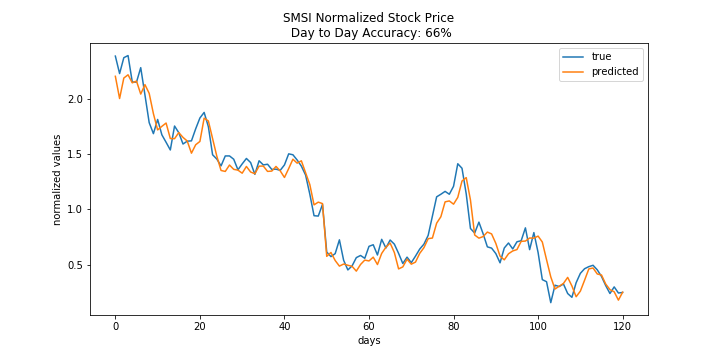 SMSI Normalized Stock Price
Day to Day Accuracy: 66%
true
predicted
normalized values
2.0
1.5
1.0
0.5
0
20
40
60
80
100
120
days